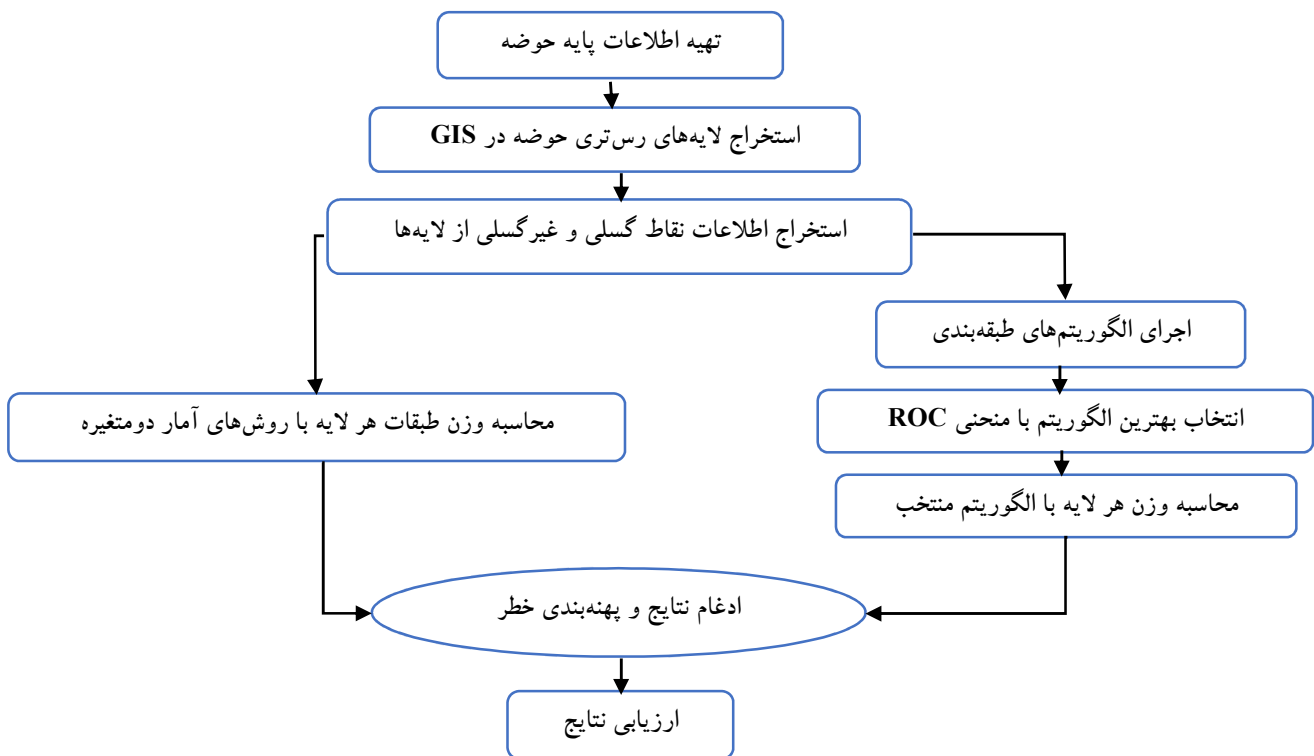 تهیه اطلاعات پایه حوضه
استخراج لایه‌های رس‌تری حوضه در GIS
استخراج اطلاعات نقاط گسلی و غیرگسلی از لایه‌ها
اجرای الگوریتم‌های طبقه‌بندی
انتخاب بهترین الگوریتم با منحنی ROC
محاسبه وزن هر لایه با الگوریتم منتخب
محاسبه وزن طبقات هر لایه با روش‌های آمار دومتغیره
ادغام نتایج و پهنه‌بندی خطر
ارزیابی نتایج